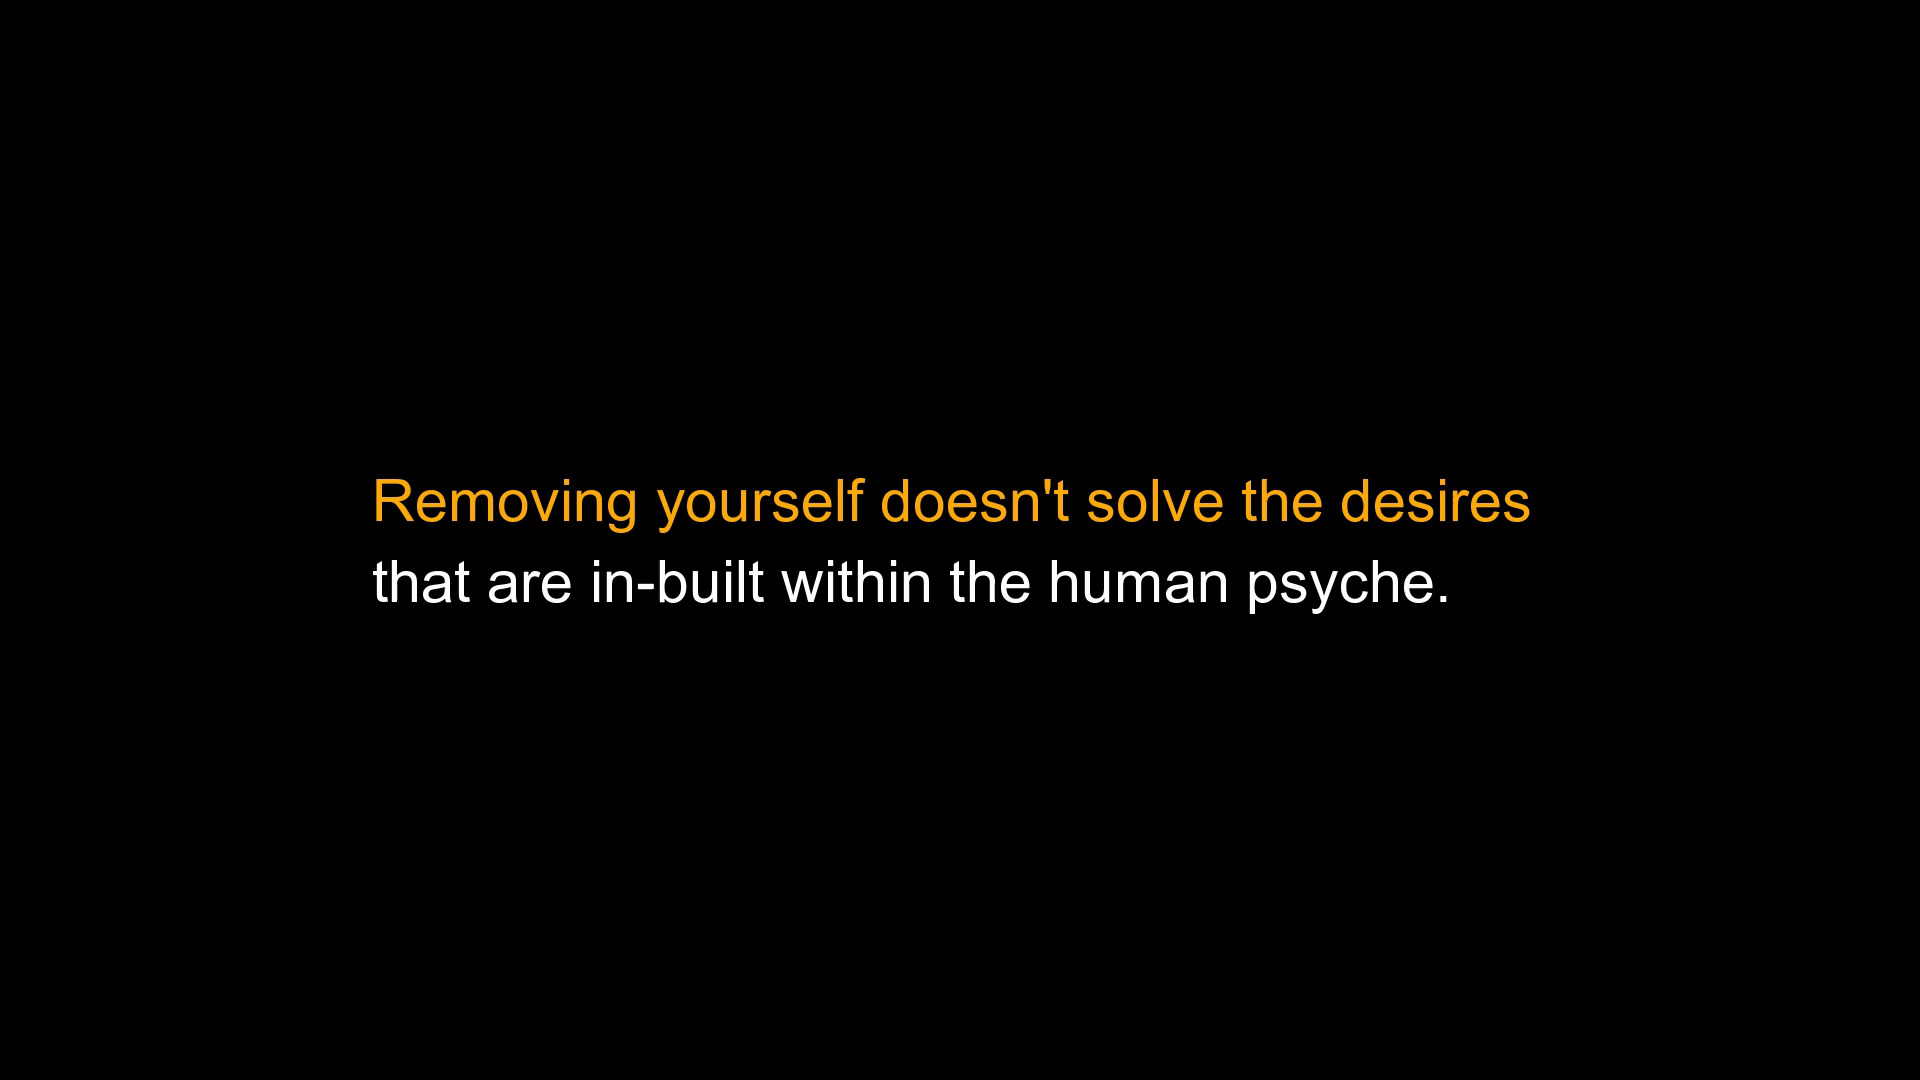 Removing yourself doesn't solve the desires
that are in-built within the human psyche.